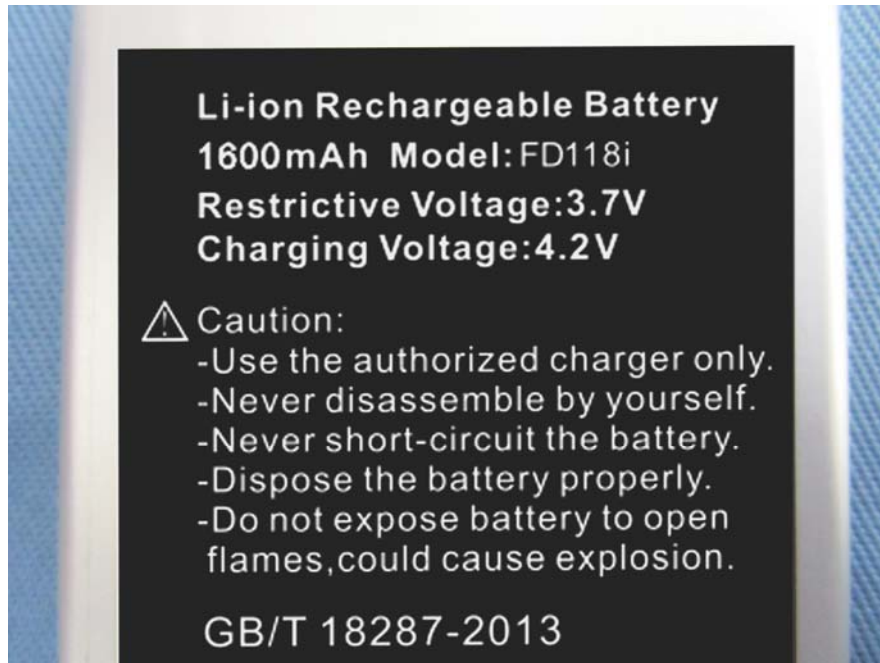 Li-ion Rechargeable Battery
1600mAh Model:FD118i
Restrictive Voltage:3.7V
Charging Voltage:4.2V
Caution:
-Use the authorized charger only.
-Never disassemble by yourself.
-Never short-circuit the battery.
-Dispose the battery properly.
-Do not expose battery to open
flames,could cause explosion.
GB/T 18287-2013